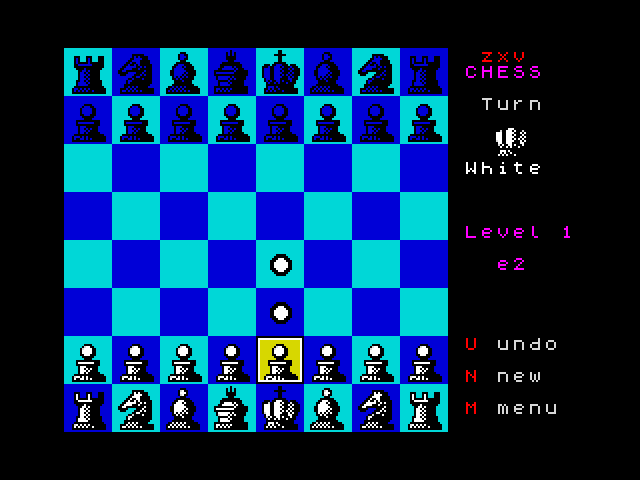 ZXV
CHESS
Turn
White
Level 1
e2
U undo
N new
M menu